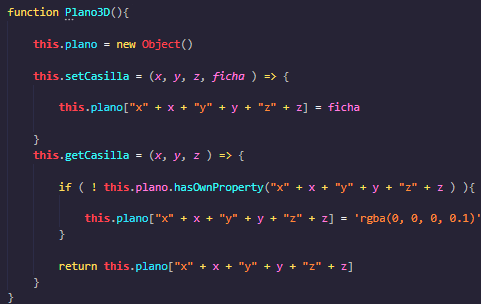 function Plano3D(){
this.plano = new Object()
this.setCasilla = (x, y, z, ficha ) => {
this.plano["x" + x + "y" + y + "z" + z] = ficha
}
this.getCasilla = (x, y, z ) => {
if ( ! this.plano.hasOwnProperty("x" + x + "y" + y + "z" + z ) ){
this.plano["x" + x + "y" + y + "z" + z] = 'rgba(0, 0, 0, 0.1)'
}
return this.plano["x" + x + "y" + y + "z" + z]
}
}